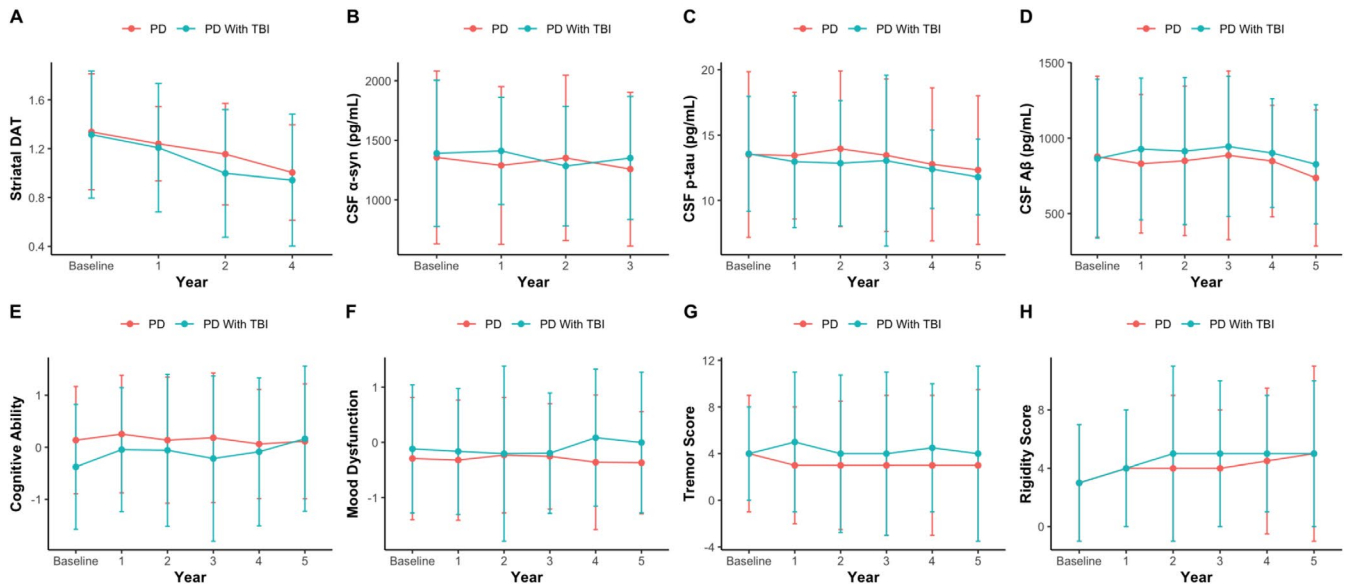 A
PD PD With TBI
Striatal DAT
1.6
1.2
0.8
0.4
Baseline 1 2 4
Year
B
PD PD With TBI
CSF α-syn (pg/mL)
2000
1500
1000
Baseline 1 2 3
Year
C
PD PD With TBI
CSF p-tau (pg/mL)
20
15
10
Baseline 1 2 3 4 5
Year
D
PD PD With TBI
CSF Aβ (pg/mL)
1500
1000
500
Baseline 1 2 3 4 5
Year
E
PD PD With TBI
Cognitive Ability
1
0
-1
Baseline 1 2 3 4 5
Year
F
PD PD With TBI
Mood Dysfunction
1
0
-1
Baseline 1 2 3 4 5
Year
G
PD PD With TBI
Tremor Score
12
8
4
0
-4
Baseline 1 2 3 4 5
Year
H
PD PD With TBI
Rigidity Score
8
4
0
Baseline 1 2 3 4 5
Year